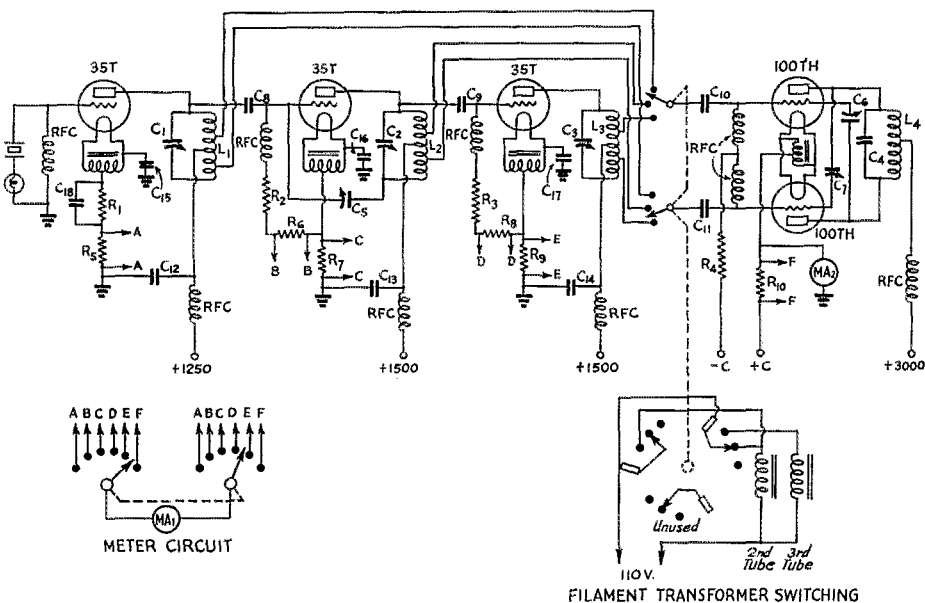 35T
35T
35T
100TH
C8
C9
C10
C6
RFC
C1
L1
RFC
C16
C2
L2
RFC
C3
L3
RFC
L4
C4
C15
C17
C7
C18
R1
R2
C5
R3
C11
100TH
R6
R8
A
C
E
R4
R5
R7
R9
F
MA2
B
B
D
D
R10
A
C12
C
C13
E
C14
F
RFC
RFC
RFC
RFC
+1250
+1500
+1500
-C
+C
+3000
A B C D E F
A B C D E F
MA1
METER CIRCUIT
Unused
2nd Tube
3rd Tube
110V.
FILAMENT TRANSFORMER SWITCHING